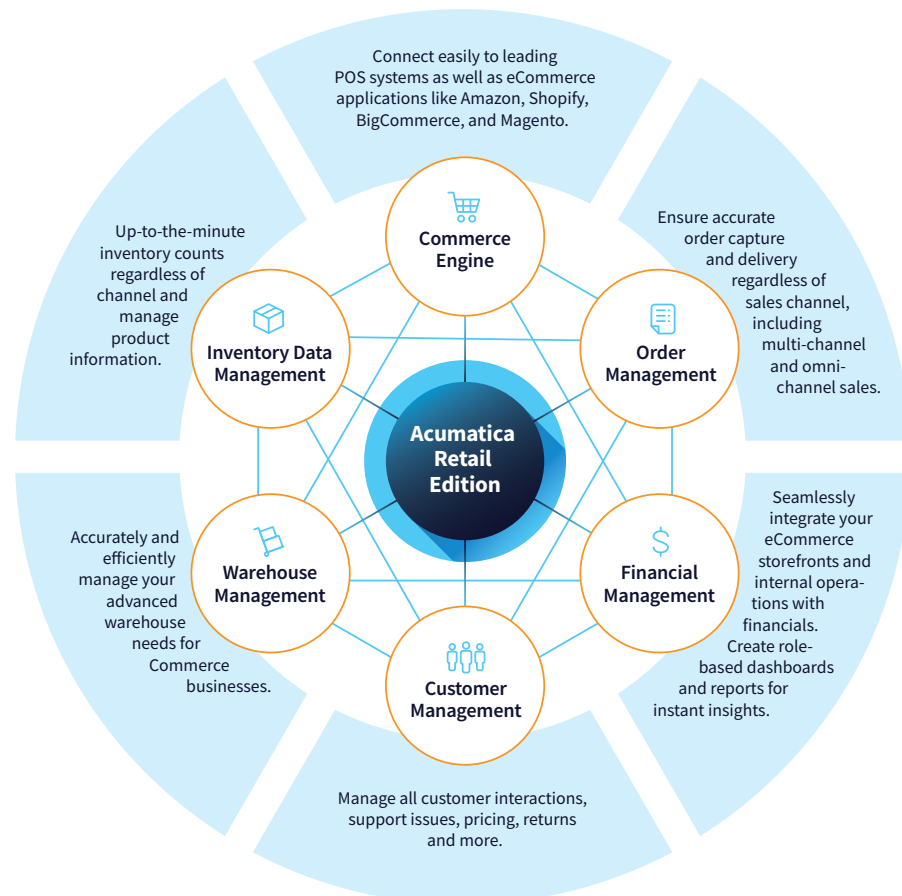 Connect easily to leading
POS systems as well as eCommerce
applications like Amazon, Shopify,
BigCommerce, and Magento.
Commerce
Engine
Up-to-the-minute
inventory counts
regardless of
channel and
manage
product
information.
Inventory Data
Management
Ensure accurate
order capture
and delivery
regardless of
sales channel,
including
multi-channel
and omni-
channel sales.
Order
Management
Acumatica
Retail
Edition
Accurately and
efficiently
manage your
advanced
warehouse
needs for
Commerce
businesses.
Warehouse
Management
$
Financial
Management
Seamlessly
integrate your
eCommerce
storefronts and
internal opera-
tions with
financials.
Create role-
based dashboards
and reports for
instant insights.
Customer
Management
Manage all customer interactions,
support issues, pricing, returns
and more.